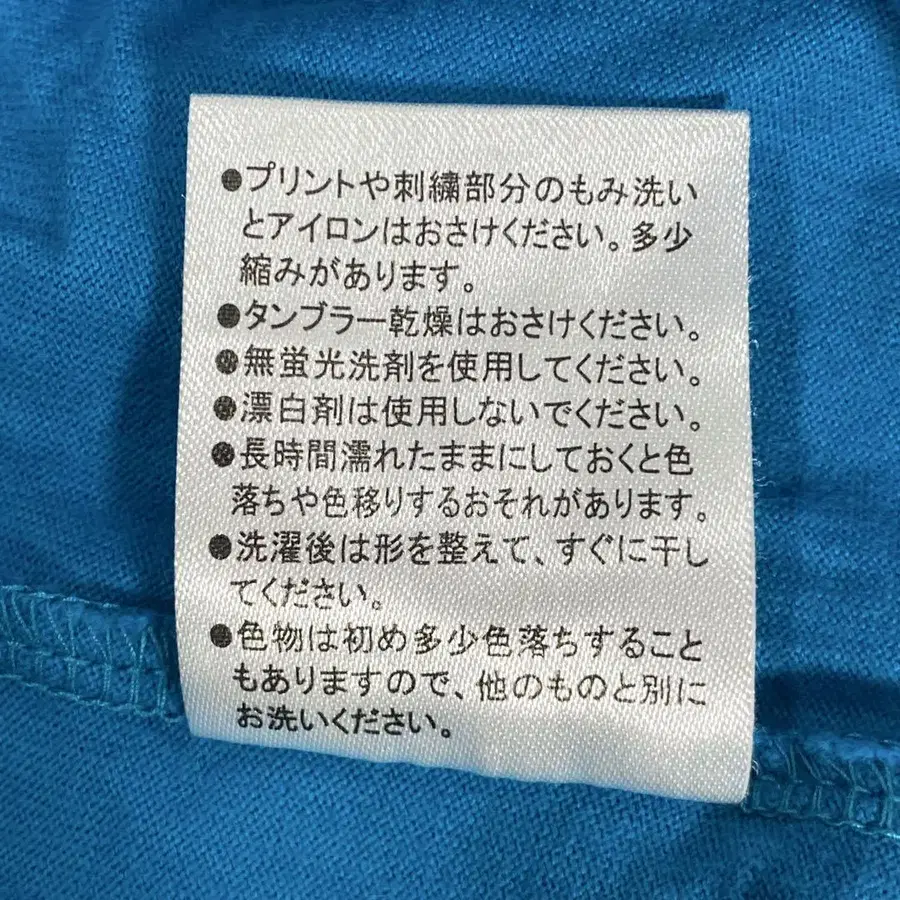 ●プリントや刺繍部分のもみ洗い
とアイロンはおさけください。多少
縮みがあります。
●タンブラー乾燥はおさけください。
●無蛍光洗剤を使用してください。
●漂白剤は使用しないでください。
●長時間濡れたままにしておくと色
落ちや色移りするおそれがあります。
●洗濯後は形を整えて、すぐに干し
てください。
●色物は初め多少色落ちすること
もありますので、他のものと別に
お洗いください。